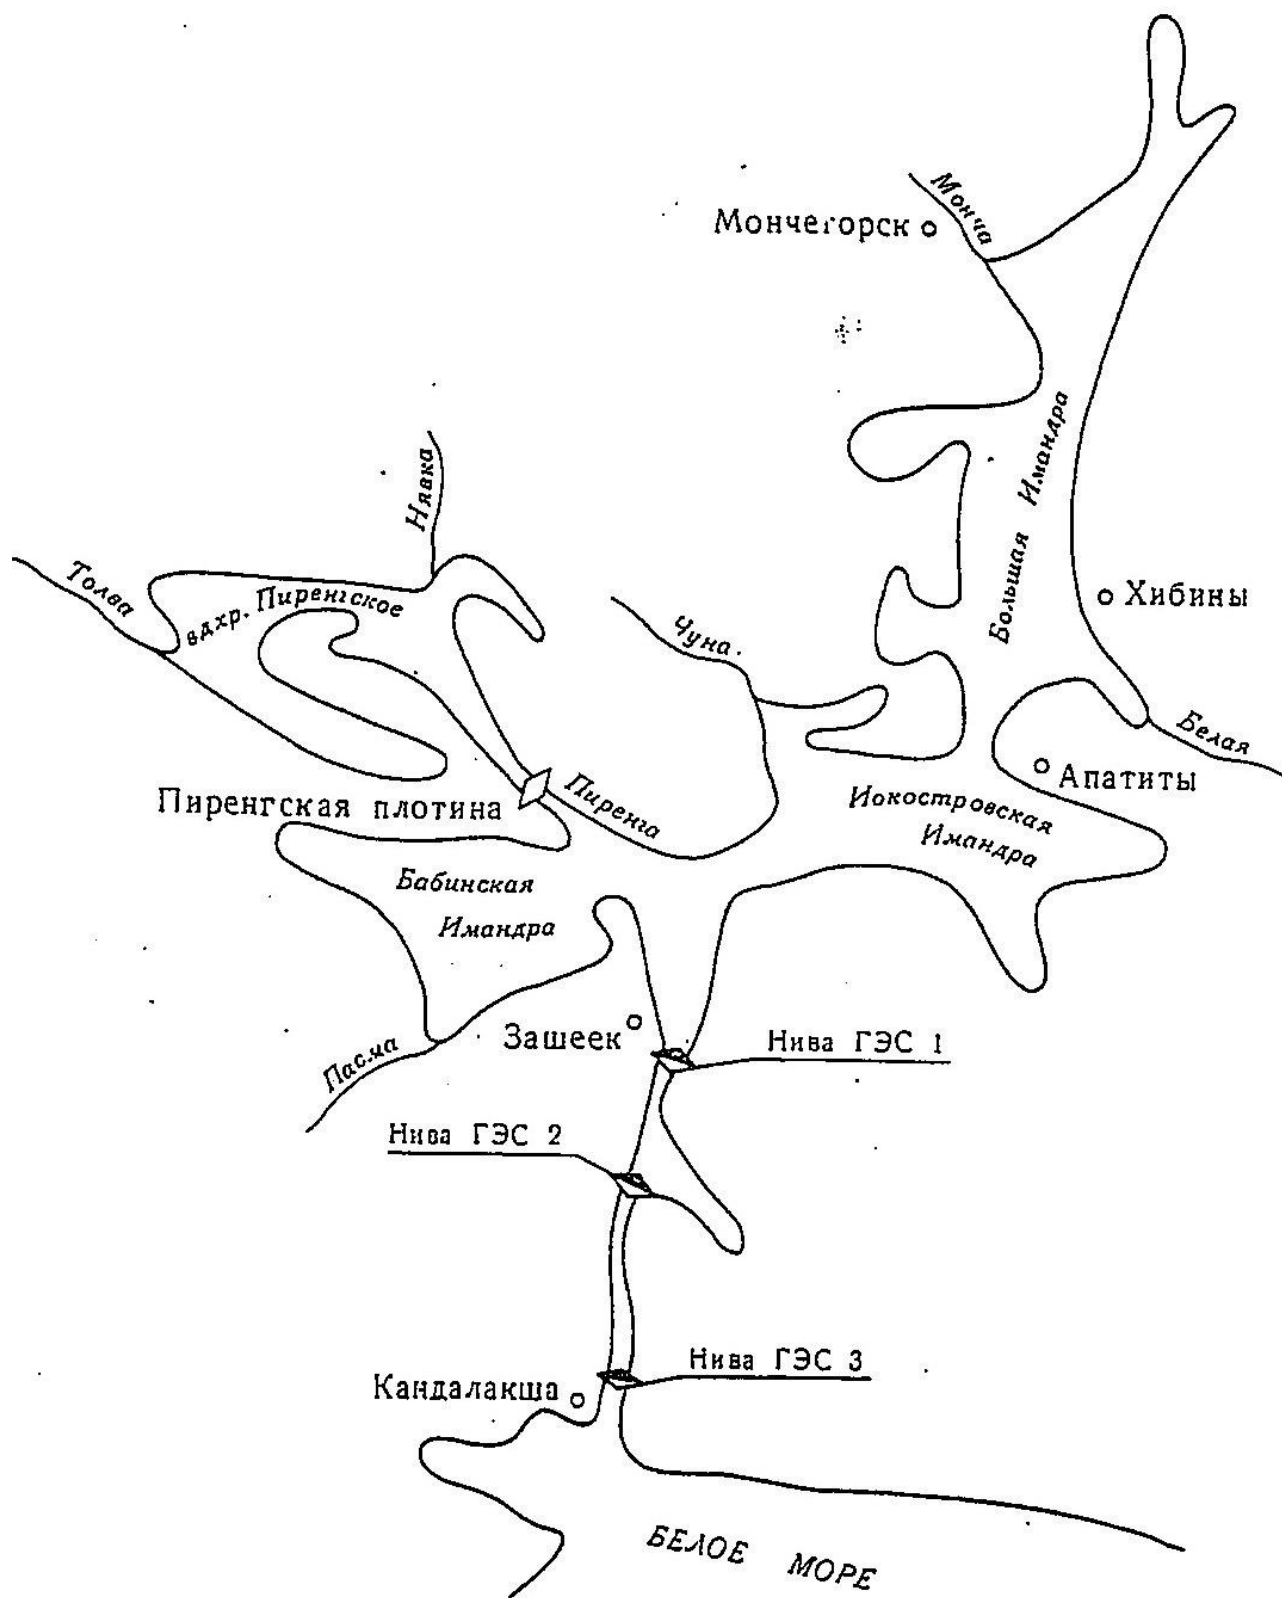 Монча
Мончегорск
Большая Имандра
Нявка
Толва
вдхр. Пиренгское
Хибины
Чуна
Белая
Апатиты
Пиренгская плотина
Пиренга
Иокостровская
Имандра
Бабинская
Имандра
Зашеек
Нива ГЭС 1
Пасма
Нива ГЭС 2
Нива ГЭС 3
Кандалакша
БЕЛОЕ МОРЕ